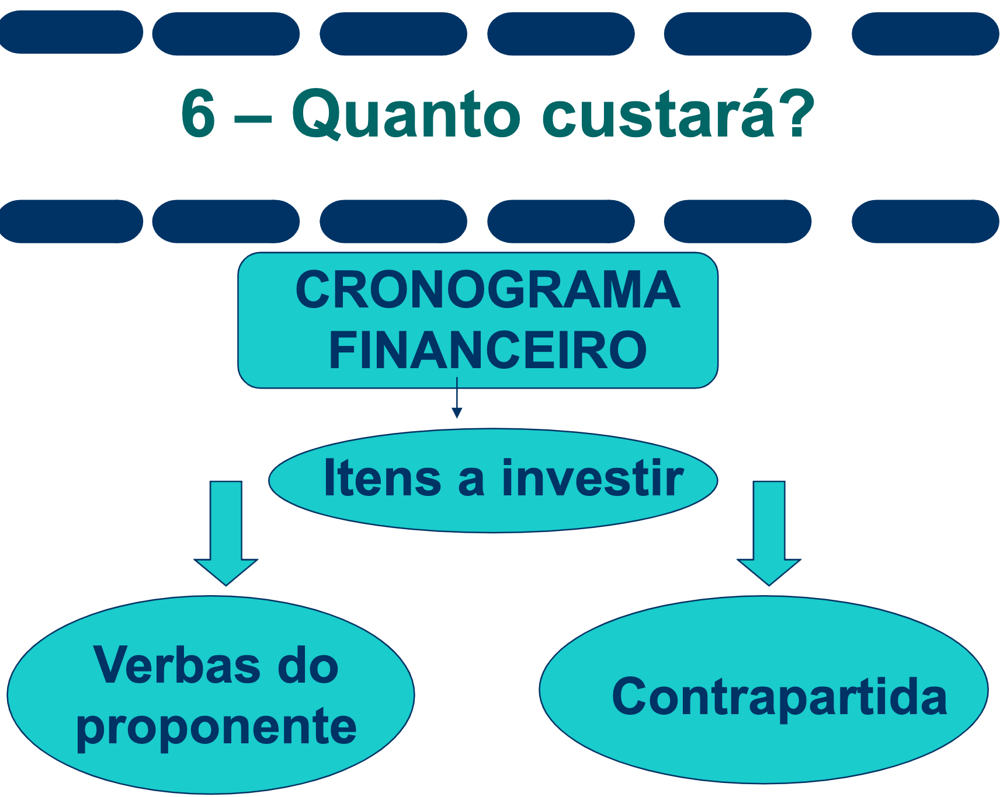 6 – Quanto custará?
CRONOGRAMA
FINANCEIRO
Itens a investir
Verbas do
proponente
Contrapartida